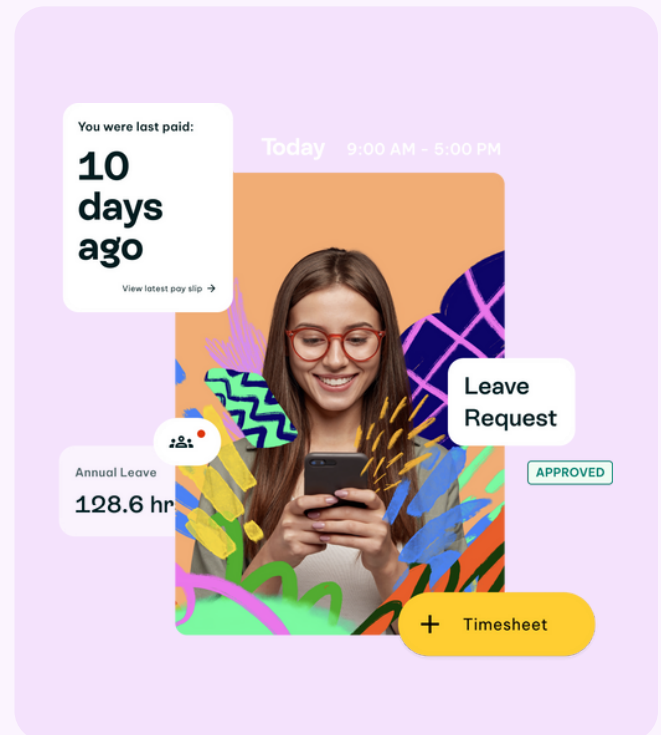 You were last paid:
10
days
ago
View latest pay slip →
Today 9:00 AM - 5:00 PM
Leave
Request
APPROVED
Annual Leave
128.6 hr
+ Timesheet